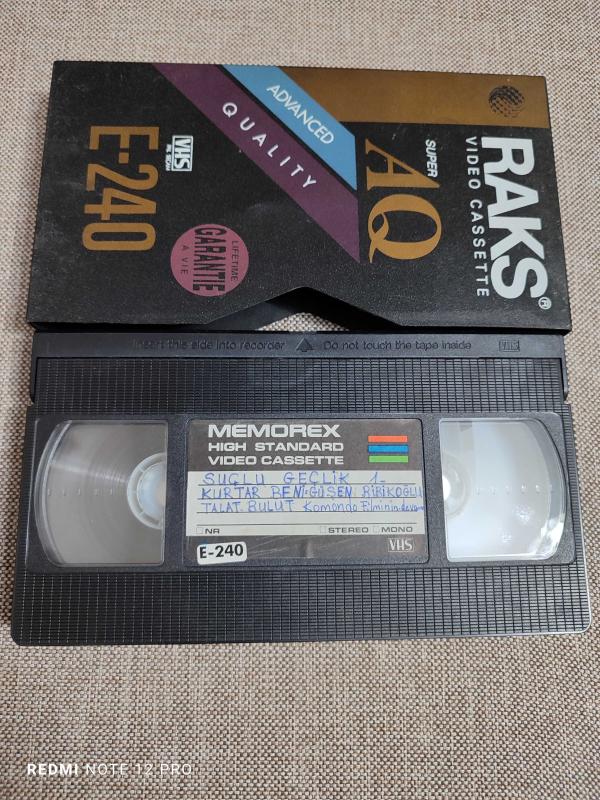 RAKS®
VIDEO CASSETTE
SUPER
AQ
ADVANCED
QUALITY
VHS
E-240
LIFETIME
GARANTIE
A VIE
Insert this side into recorder
Do not touch the tape inside
VHS
MEMOREX
HIGH STANDARD
VIDEO CASSETTE
SUÇLU GEÇLİK 1-
KURTAR BENİ-GÜŞEN BİRİKOĞLU
TALAT. BULUT Komando Filminin devam
NR STEREO MONO
E-240 VHS
REDMI NOTE 12 PRO